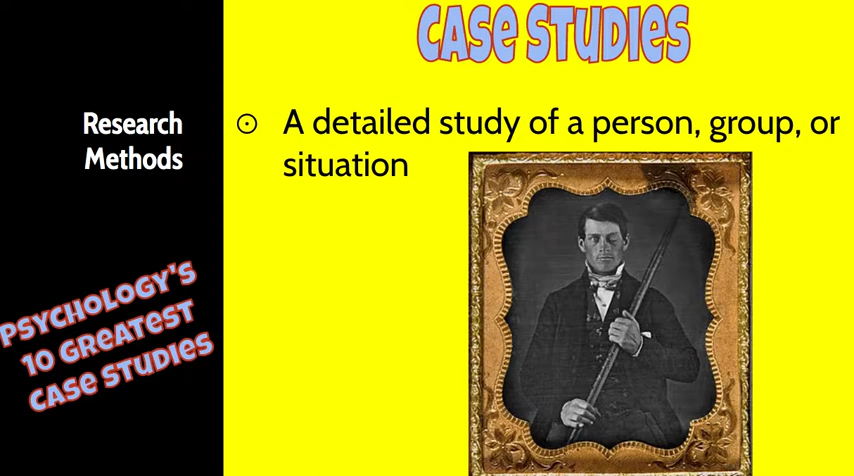 CASE STUDIES
Research
Methods
⊙ A detailed study of a person, group, or
situation
PSYCHOLOGY'S
10 GREATEST
CASE STUDIES